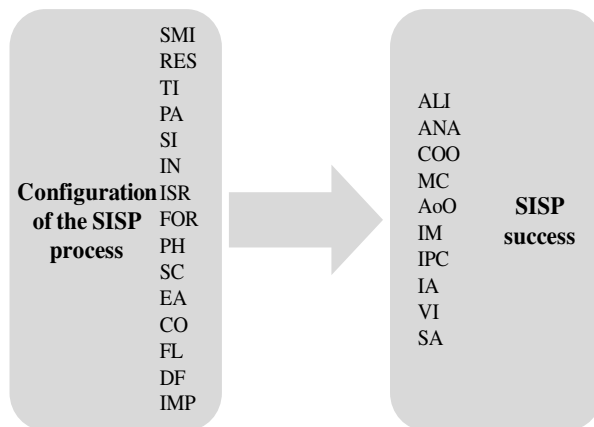 Configuration
of the SISP
process
SMI
RES
TI
PA
SI
IN
ISR
FOR
PH
SC
EA
CO
FL
DF
IMP
ALI
ANA
COO
MC
AoO
IM
IPC
IA
VI
SA
SISP
success